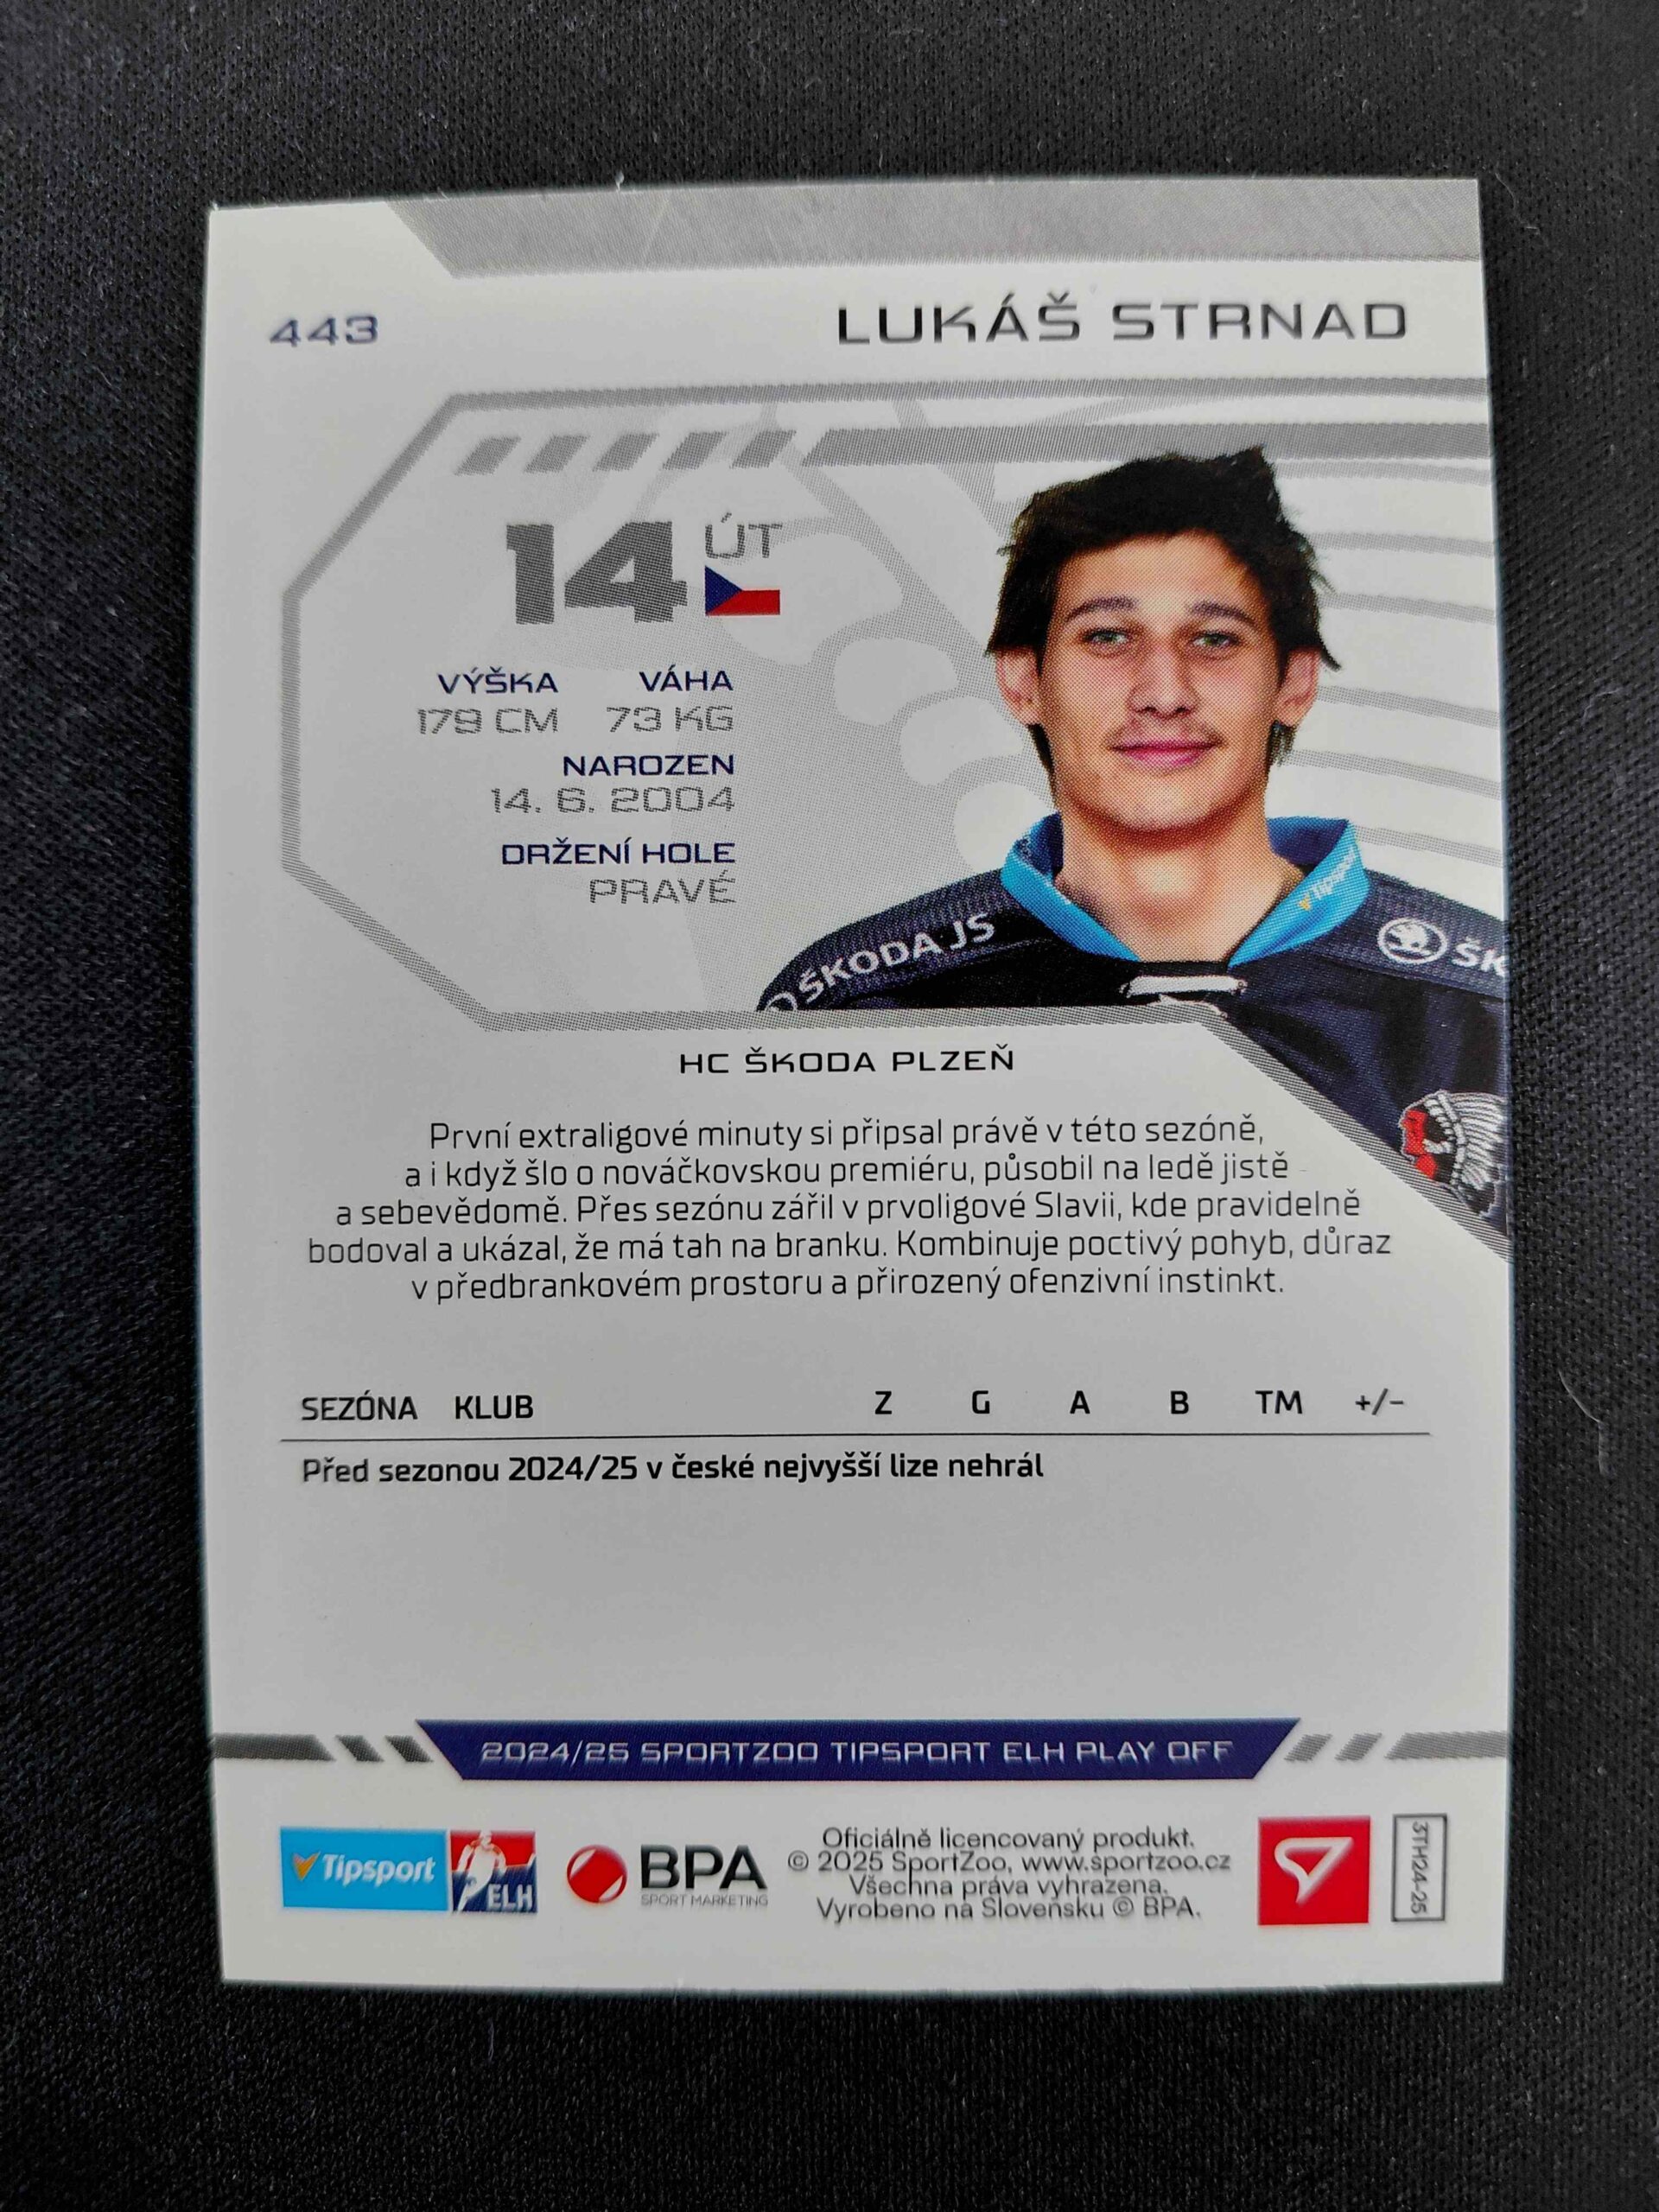 443
LUKÁŠ STRNAD
14 ÚT
VÝŠKA VÁHA
179 CM 73 KG
NAROZEN
14. 6. 2004
DRŽENÍ HOLE
PRAVÉ
Tipsport
ŠKODA JS
ŠK
HC ŠKODA PLZEŇ
První extraligové minuty si připsal právě v této sezóně,
a i když šlo o nováčkovskou premiéru, působil na ledě jistě
a sebevědomě. Přes sezónu zářil v prvoligové Slavii, kde pravidelně
bodoval a ukázal, že má tah na branku. Kombinuje poctivý pohyb, důraz
v předbrankovém prostoru a přirozený ofenzivní instinkt.
SEZÓNA KLUB Z G A B TM +/-
Před sezonou 2024/25 v české nejvyšší lize nehrál
2024/25 SPORTZOO TIPSPORT ELH PLAY OFF
Tipsport ELH
BPA
SPORT MARKETING
Oficiálně licencovaný produkt.
© 2025 SportZoo, www.sportzoo.cz
Všechna práva vyhrazena.
Vyrobeno na Slovensku © BPA.
3TH24-25